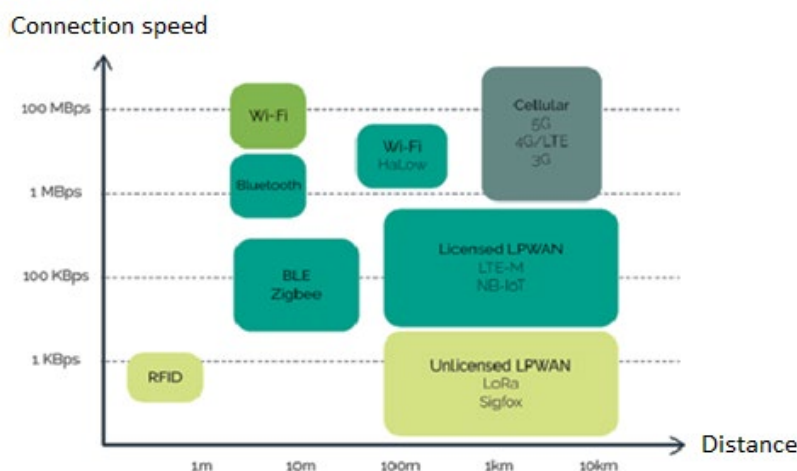 Connection speed
100 MBps
Wi-Fi
Cellular
5G
4G/LTE
3G
Wi-Fi
HaLow
Bluetooth
1 MBps
Licensed LPWAN
LTE-M
NB-IoT
BLE
Zigbee
100 KBps
1 KBps
RFID
Unlicensed LPWAN
LoRa
Sigfox
Distance
1m
10m
100m
1km
10km